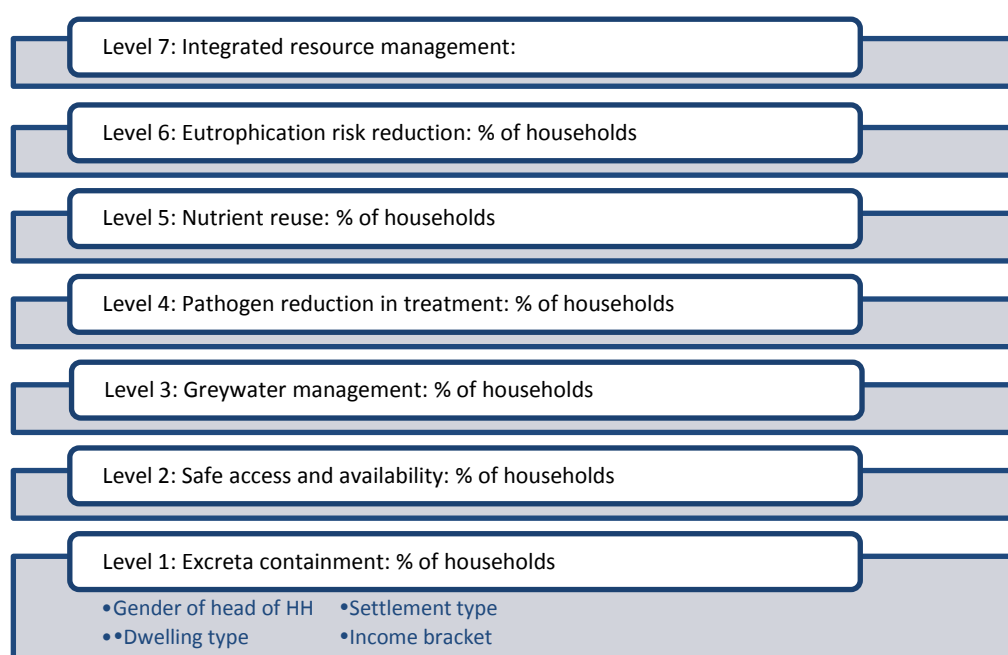 Level 7: Integrated resource management:
Level 6: Eutrophication risk reduction: % of households
Level 5: Nutrient reuse: % of households
Level 4: Pathogen reduction in treatment: % of households
Level 3: Greywater management: % of households
Level 2: Safe access and availability: % of households
Level 1: Excreta containment: % of households
•Gender of head of HH •Settlement type
••Dwelling type •Income bracket